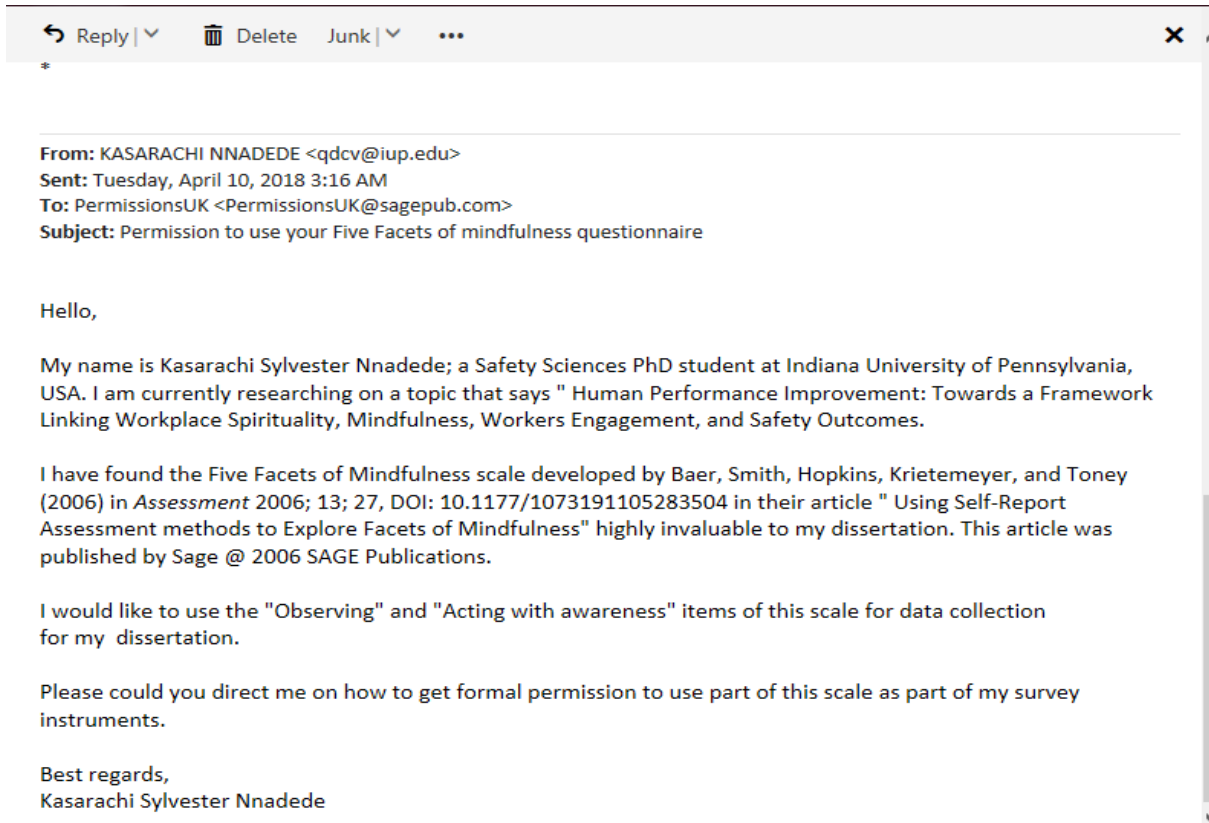 Reply | Delete Junk | •••
*
From: KASARACHI NNADEDE <qdcv@iup.edu>
Sent: Tuesday, April 10, 2018 3:16 AM
To: PermissionsUK <PermissionsUK@sagepub.com>
Subject: Permission to use your Five Facets of mindfulness questionnaire
Hello,
My name is Kasarachi Sylvester Nnadede; a Safety Sciences PhD student at Indiana University of Pennsylvania,
USA. I am currently researching on a topic that says " Human Performance Improvement: Towards a Framework
Linking Workplace Spirituality, Mindfulness, Workers Engagement, and Safety Outcomes.
I have found the Five Facets of Mindfulness scale developed by Baer, Smith, Hopkins, Krietemeyer, and Toney
(2006) in Assessment 2006; 13; 27, DOI: 10.1177/1073191105283504 in their article " Using Self-Report
Assessment methods to Explore Facets of Mindfulness" highly invaluable to my dissertation. This article was
published by Sage @ 2006 SAGE Publications.
I would like to use the "Observing" and "Acting with awareness" items of this scale for data collection
for my  dissertation.
Please could you direct me on how to get formal permission to use part of this scale as part of my survey
instruments.
Best regards,
Kasarachi Sylvester Nnadede